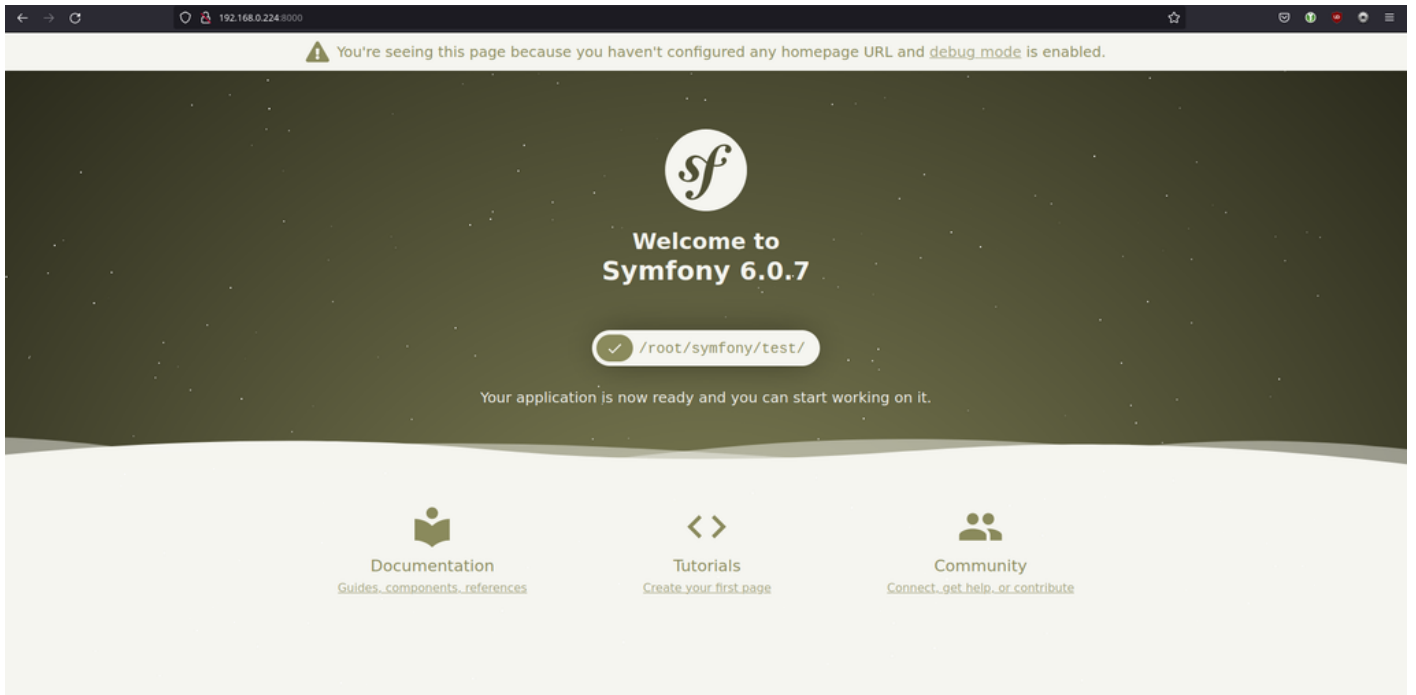 192.168.0.224:8000
You're seeing this page because you haven't configured any homepage URL and debug mode is enabled.
sf
Welcome to
Symfony 6.0.7
/root/symfony/test/
Your application is now ready and you can start working on it.
Documentation
Guides, components, references
Tutorials
Create your first page
Community
Connect, get help, or contribute